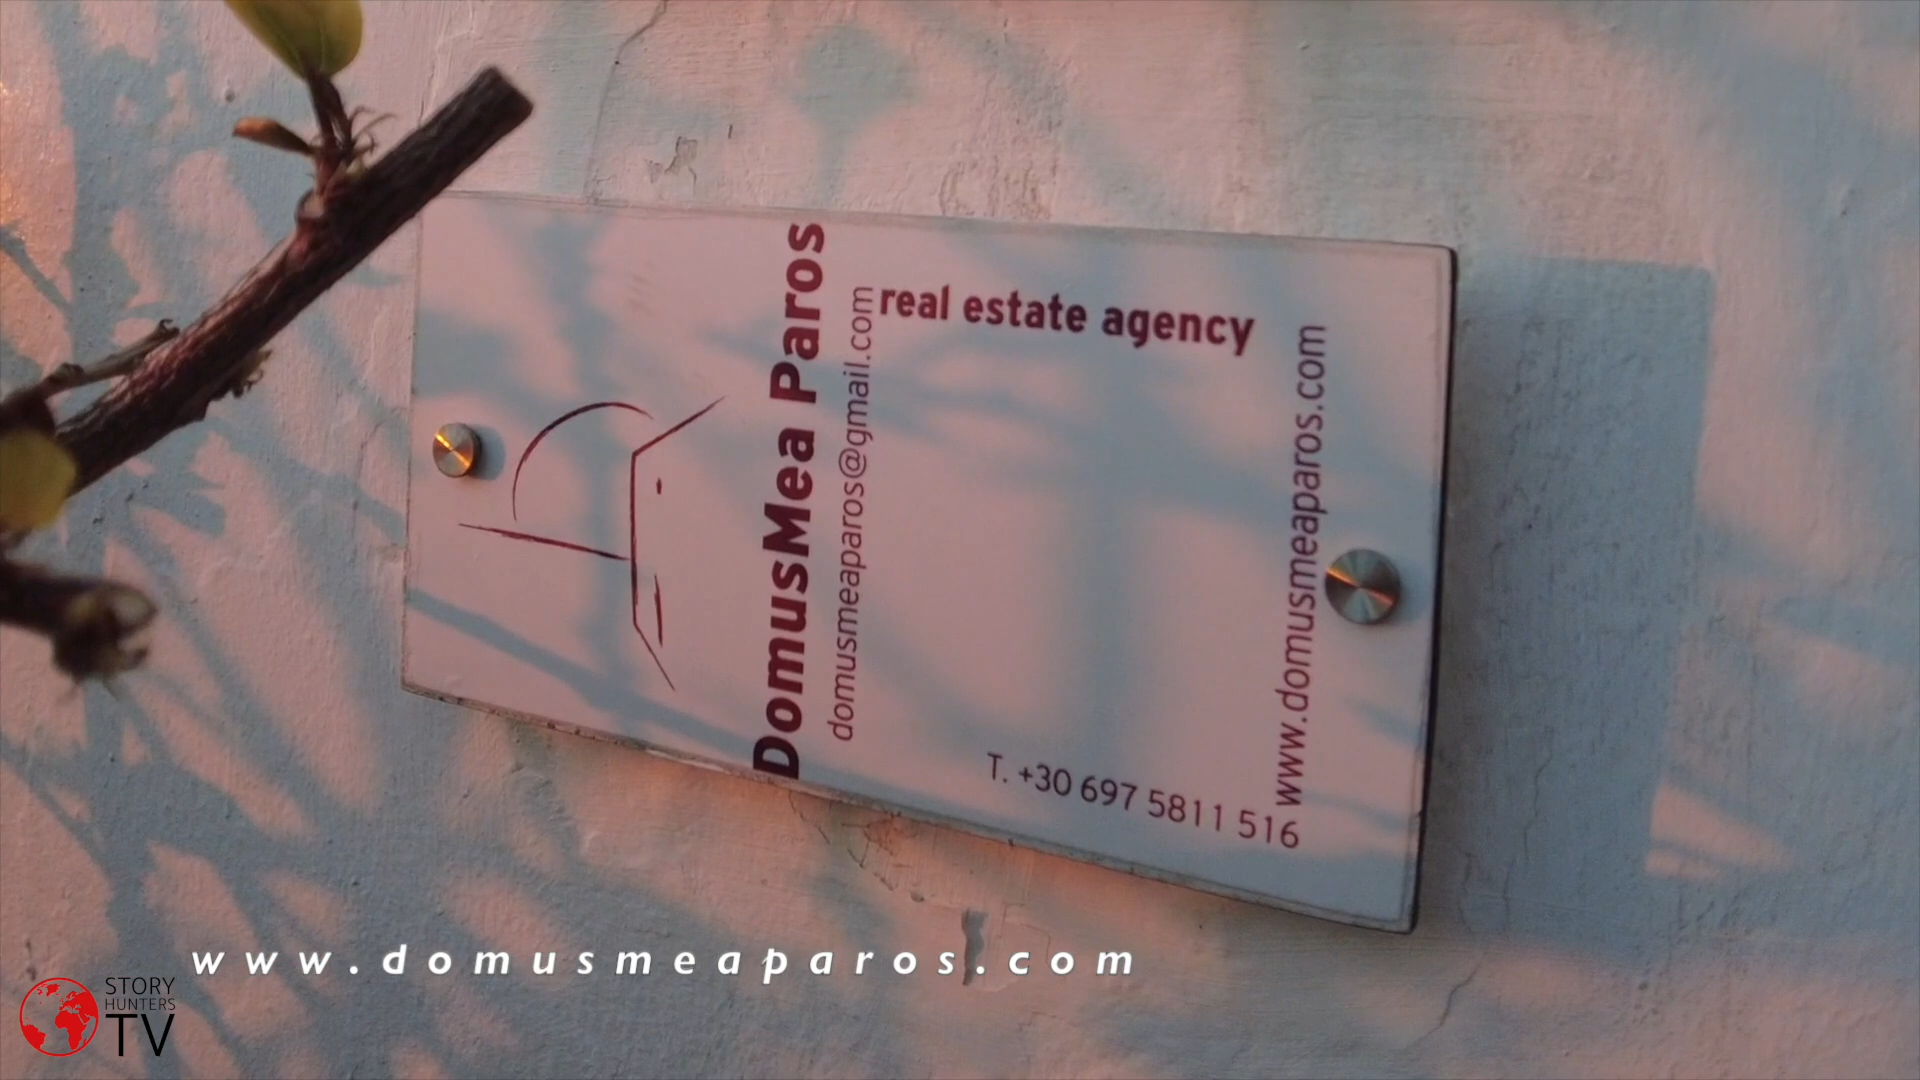 DomusMea Paros
domusmeaparos@gmail.com
real estate agency
T. +30 697 5811 516
www.domusmeaparos.com
www.domusmeaparos.com
STORY
HUNTERS
TV